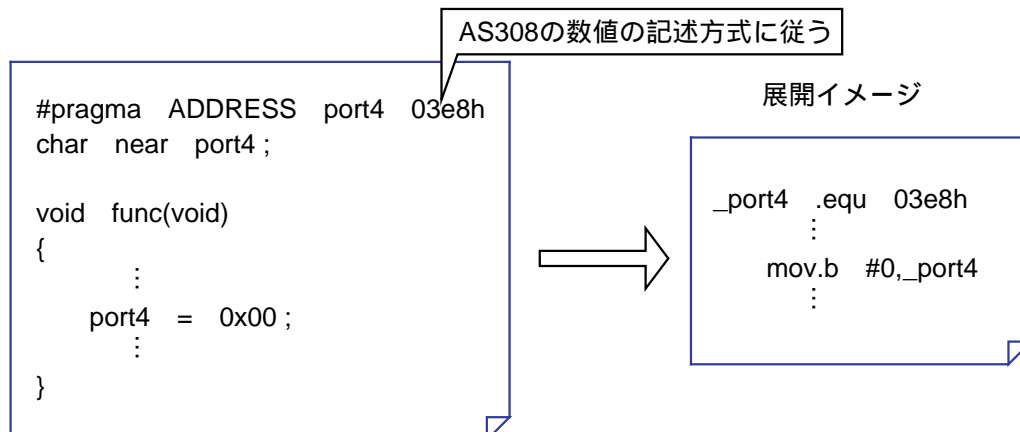 AS308の数値の記述方式に従う
#pragma ADDRESS port4 03e8h
char near port4 ;
void func(void)
{
⋮
port4 = 0x00 ;
⋮
}
展開イメージ
_port4 .equ 03e8h
⋮
mov.b #0,_port4
⋮